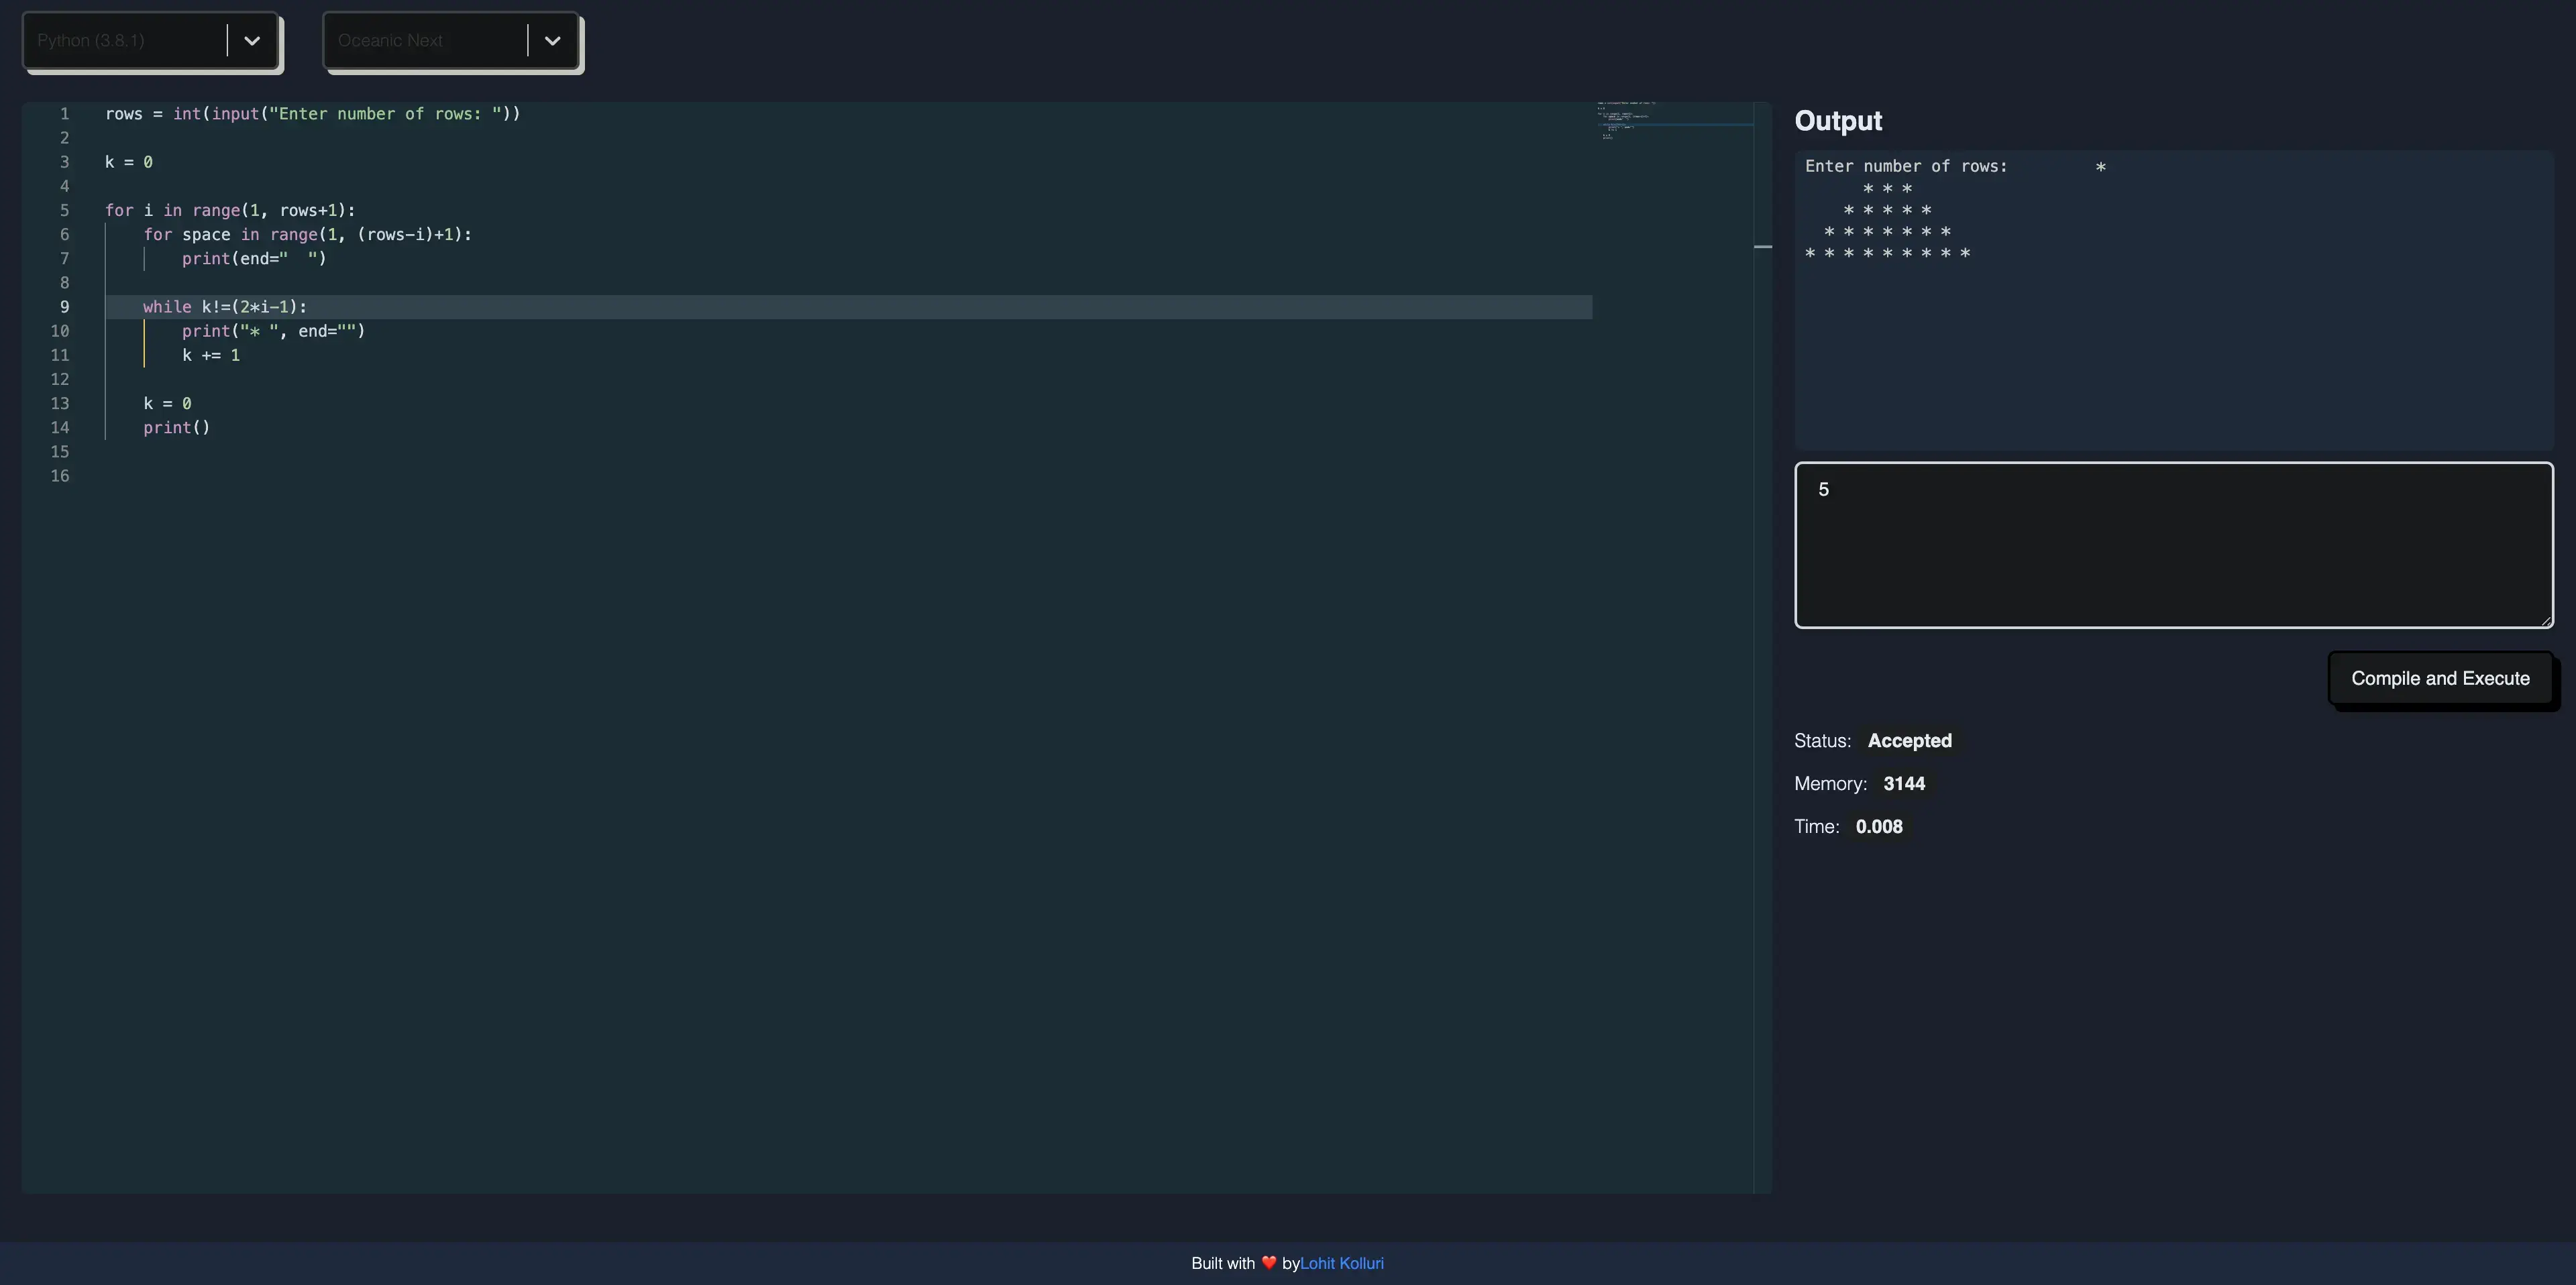 Python (3.8.1)
Oceanic Next
1 rows = int(input("Enter number of rows: "))
2
3 k = 0
4
5 for i in range(1, rows+1):
6     for space in range(1, (rows-i)+1):
7         print(end="  ")
8
9     while k!=(2*i-1):
10         print("* ", end="")
11         k += 1
12
13     k = 0
14     print()
15
16
Output
Enter number of rows:         *
      * * *
    * * * * *
  * * * * * * *
* * * * * * * * *
5
Compile and Execute
Status: Accepted
Memory: 3144
Time: 0.008
Built with ❤️ byLohit Kolluri